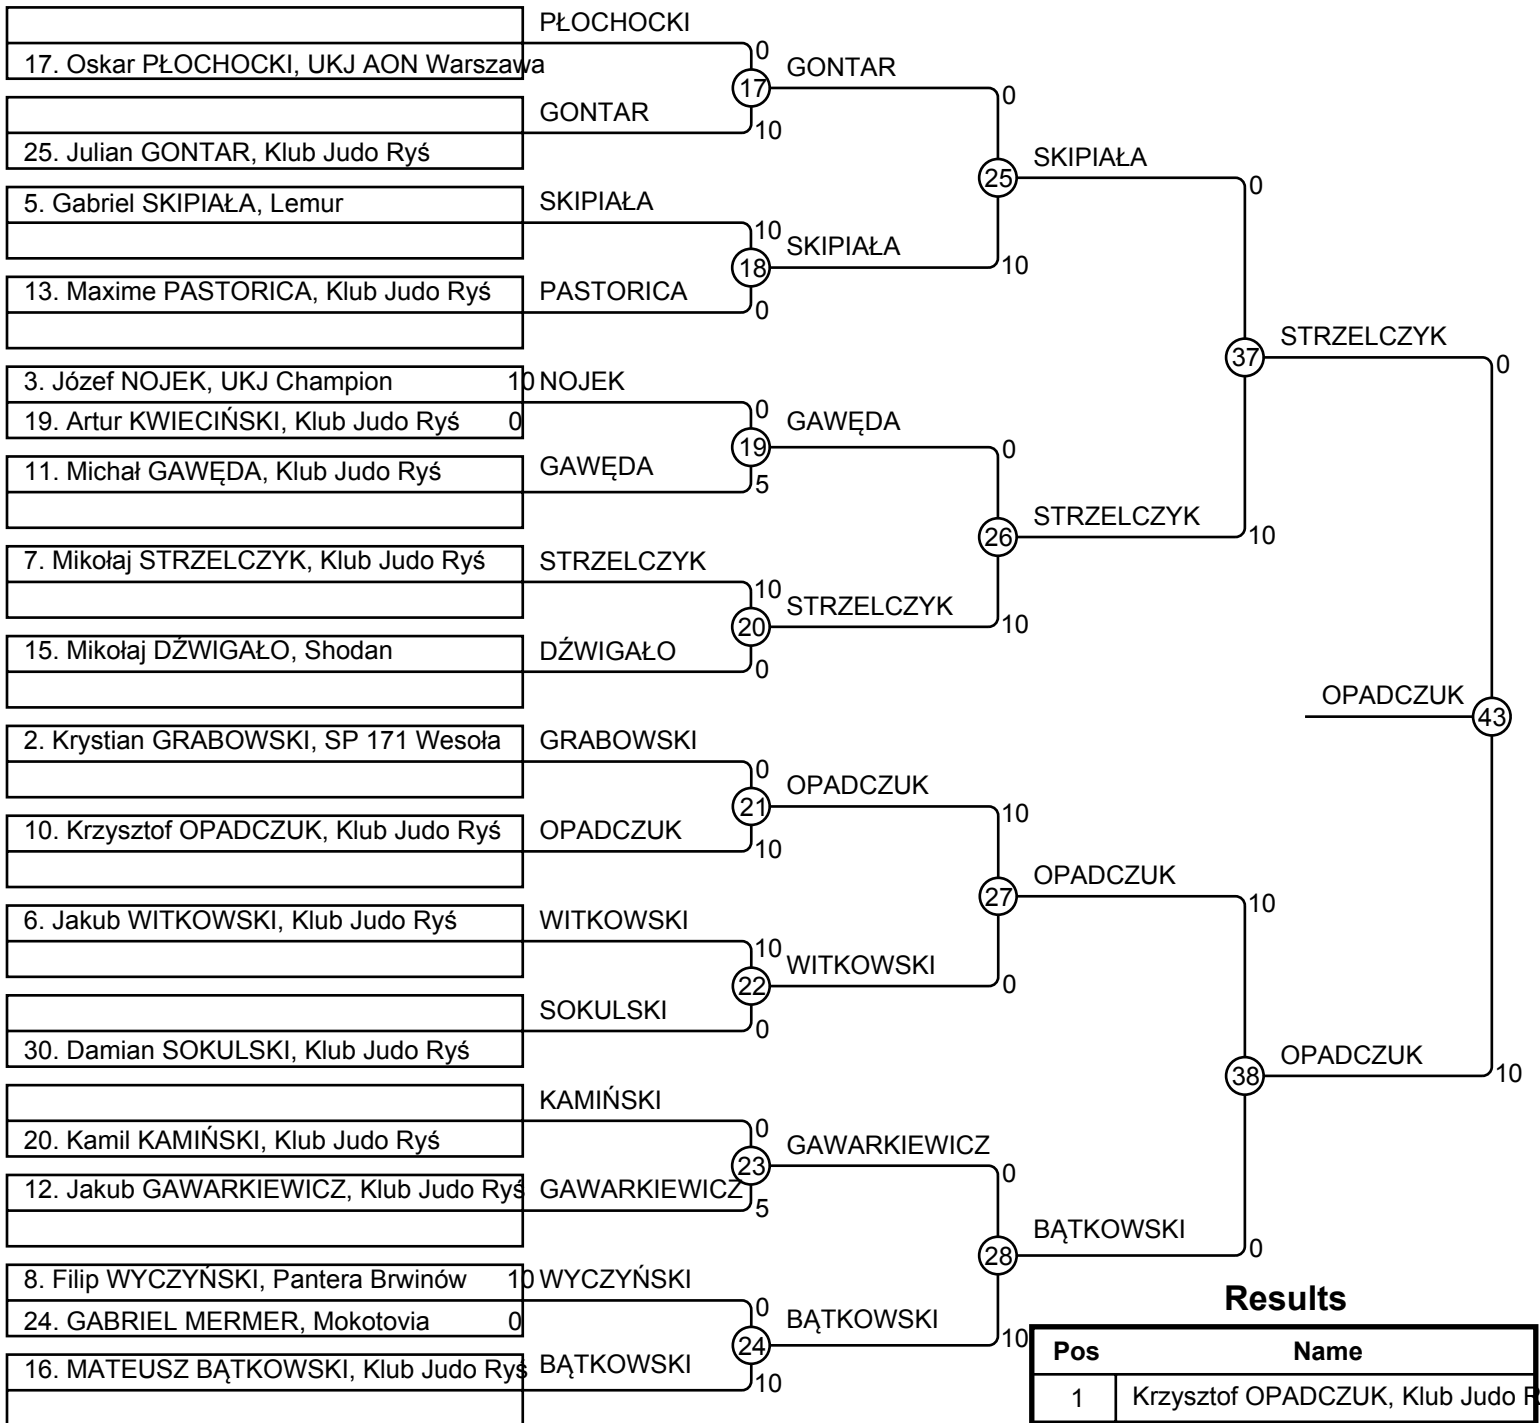 PŁOCHOCKI
17. Oskar PŁOCHOCKI, UKJ AON Warszawa
0
17
GONTAR
0
GONTAR
10
25. Julian GONTAR, Klub Judo Ryś
25
SKIPIAŁA
0
5. Gabriel SKIPIAŁA, Lemur
SKIPIAŁA
10
18
SKIPIAŁA
10
13. Maxime PASTORICA, Klub Judo Ryś
PASTORICA
0
37
STRZELCZYK
0
3. Józef NOJEK, UKJ Champion 10
NOJEK
19. Artur KWIECIŃSKI, Klub Judo Ryś 0
0
19
GAWĘDA
0
11. Michał GAWĘDA, Klub Judo Ryś
GAWĘDA
5
26
STRZELCZYK
10
7. Mikołaj STRZELCZYK, Klub Judo Ryś
STRZELCZYK
10
20
STRZELCZYK
10
15. Mikołaj DŹWIGAŁO, Shodan
DŹWIGAŁO
0
OPADCZUK
43
2. Krystian GRABOWSKI, SP 171 Wesoła
GRABOWSKI
0
21
OPADCZUK
10
10. Krzysztof OPADCZUK, Klub Judo Ryś
OPADCZUK
10
27
OPADCZUK
10
6. Jakub WITKOWSKI, Klub Judo Ryś
WITKOWSKI
10
22
WITKOWSKI
0
SOKULSKI
0
30. Damian SOKULSKI, Klub Judo Ryś
38
OPADCZUK
10
KAMIŃSKI
0
20. Kamil KAMIŃSKI, Klub Judo Ryś
23
GAWARKIEWICZ
0
12. Jakub GAWARKIEWICZ, Klub Judo Ryś
GAWARKIEWICZ
5
28
BĄTKOWSKI
0
8. Filip WYCZYŃSKI, Pantera Brwinów 10
WYCZYŃSKI
24. GABRIEL MERMER, Mokotovia 0
0
24
BĄTKOWSKI
10
16. MATEUSZ BĄTKOWSKI, Klub Judo Ryś
BĄTKOWSKI
10
Results
Pos Name
1 Krzysztof OPADCZUK, Klub Judo